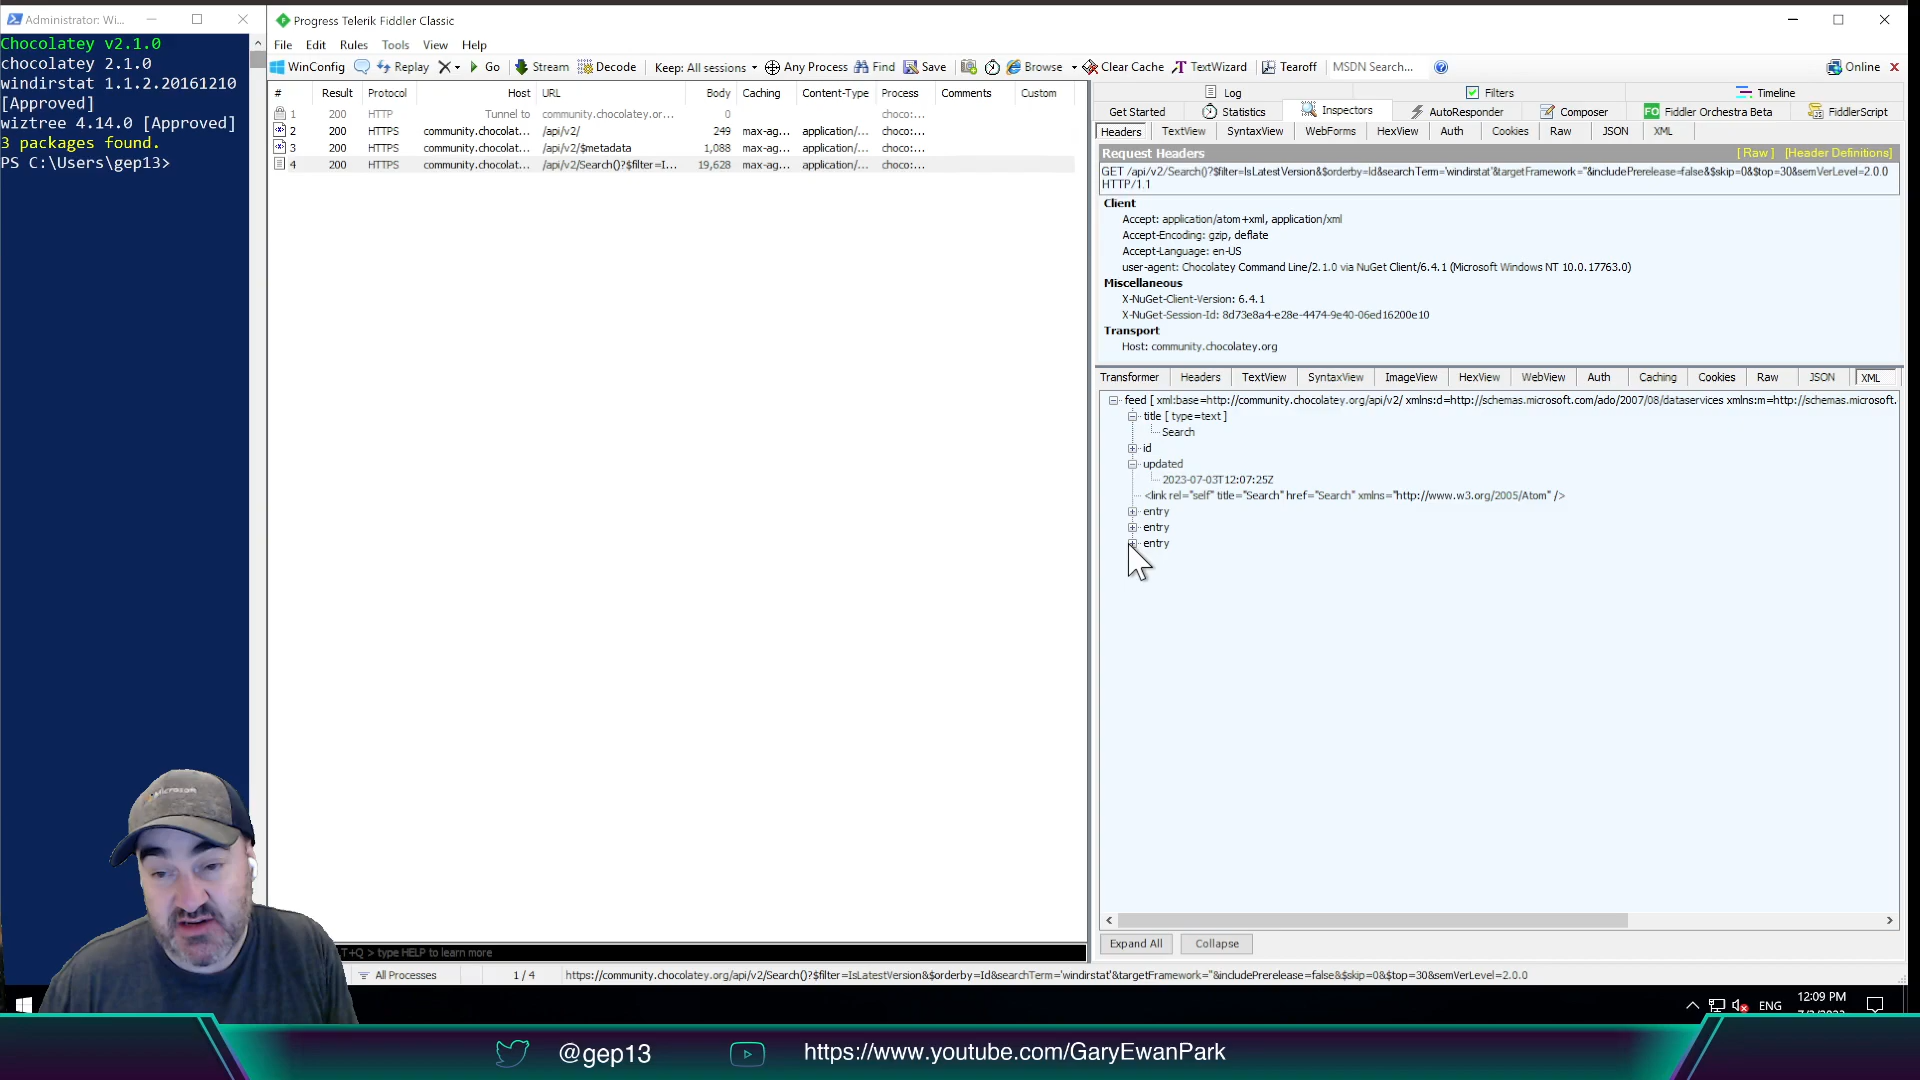 Administrator: Wi...
Chocolatey v2.1.0
chocolatey 2.1.0
windirstat 1.1.2.20161210
[Approved]
wiztree 4.14.0 [Approved]
3 packages found.
PS C:\Users\gep13>
Progress Telerik Fiddler Classic
File Edit Rules Tools View Help
WinConfig Replay Go Stream Decode Keep: All sessions Any Process Find Save Browse Clear Cache TextWizard Tearoff MSDN Search... Online
# Result Protocol Host URL Body Caching Content-Type Process Comments Custom
1 200 HTTP Tunnel to community.chocolatey.or... 0 choco:...
2 200 HTTPS community.chocolat... /api/v2/ 249 max-ag... application/... choco:...
3 200 HTTPS community.chocolat... /api/v2/$metadata 1,088 max-ag... application/... choco:...
4 200 HTTPS community.chocolat... /api/v2/Search()?$filter=I... 19,628 max-ag... application/... choco:...
Log Filters Timeline
Get Started Statistics Inspectors AutoResponder Composer FO Fiddler Orchestra Beta FiddlerScript
Headers TextView SyntaxView WebForms HexView Auth Cookies Raw JSON XML
Request Headers [ Raw ] [Header Definitions]
GET /api/v2/Search()?$filter=IsLatestVersion&$orderby=Id&searchTerm='windirstat'&targetFramework=''&includePrerelease=false&$skip=0&$top=30&semVerLevel=2.0.0
HTTP/1.1
Client
Accept: application/atom+xml, application/xml
Accept-Encoding: gzip, deflate
Accept-Language: en-US
user-agent: Chocolatey Command Line/2.1.0 via NuGet Client/6.4.1 (Microsoft Windows NT 10.0.17763.0)
Miscellaneous
X-NuGet-Client-Version: 6.4.1
X-NuGet-Session-Id: 8d73e8a4-e28e-4474-9e40-06ed16200e10
Transport
Host: community.chocolatey.org
Transformer Headers TextView SyntaxView ImageView HexView WebView Auth Caching Cookies Raw JSON XML
feed [ xml:base=http://community.chocolatey.org/api/v2/ xmlns:d=http://schemas.microsoft.com/ado/2007/08/dataservices xmlns:m=http://schemas.microsoft.
title [ type=text ]
Search
id
updated
2023-07-03T12:07:25Z
<link rel="self" title="Search" href="Search" xmlns="http://www.w3.org/2005/Atom" />
entry
entry
entry
Expand All Collapse
T+Q > type HELP to learn more
All Processes 1 / 4 https://community.chocolatey.org/api/v2/Search()?$filter=IsLatestVersion&$orderby=Id&searchTerm='windirstat'&targetFramework=''&includePrerelease=false&$skip=0&$top=30&semVerLevel=2.0.0
ENG 12:09 PM
@gep13 https://www.youtube.com/GaryEwanPark